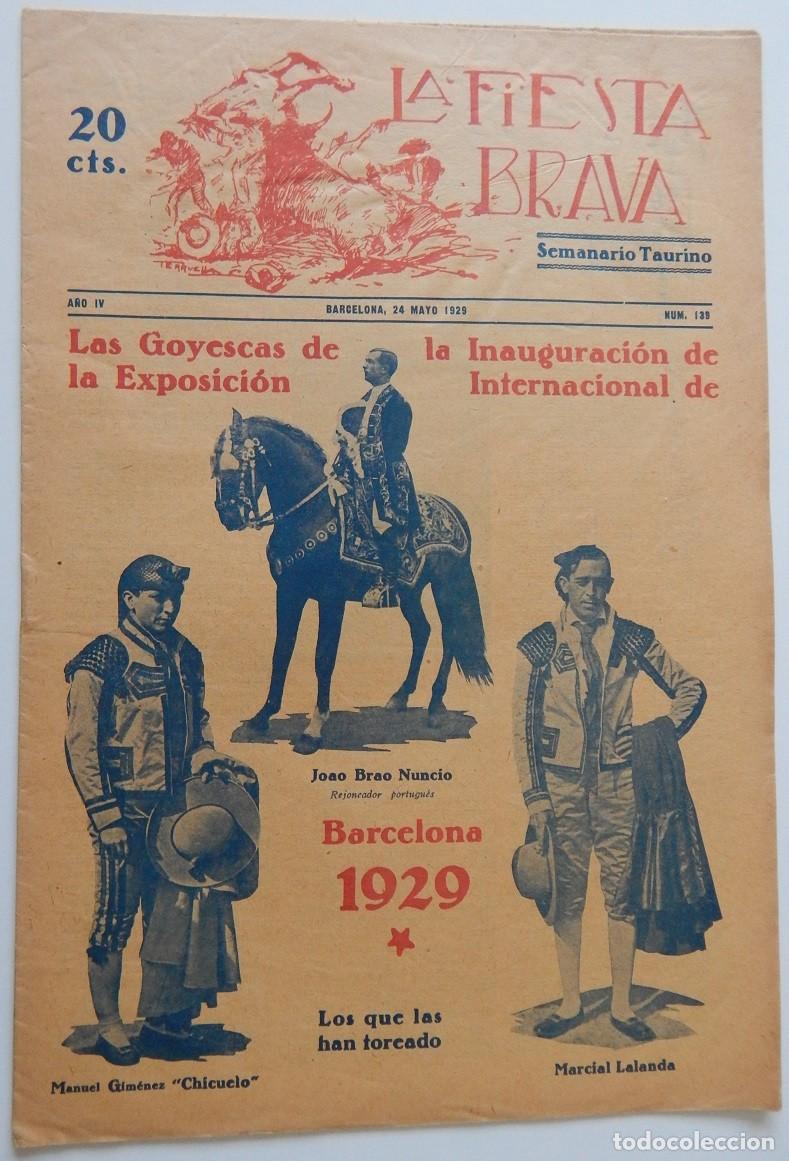 20
cts.
LA FiESTA
BRAVA
Semanario Taurino
AÑO IV
BARCELONA, 24 MAYO 1929
NUM. 139
Las Goyescas de la Inauguración de
la Exposición Internacional de
Joao Brao Nuncio
Rejoneador portugués
Barcelona
1929
Los que las
han toreado
Manuel Giménez "Chicuelo"
Marcial Lalanda
todocoleccion